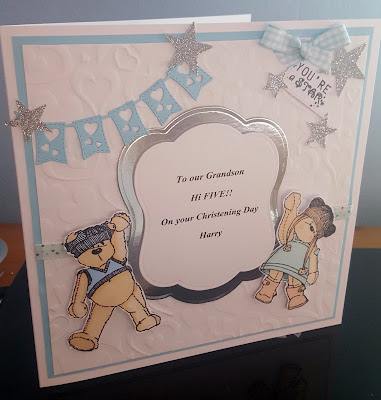 YOU'RE
a STAR!
To our Grandson
Hi FIVE!!
On your Christening Day
Harry